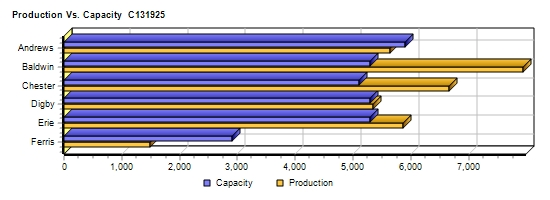 Production Vs. Capacity C131925
Andrews
Baldwin
Chester
Digby
Erie
Ferris
0 1,000 2,000 3,000 4,000 5,000 6,000 7,000
Capacity Production